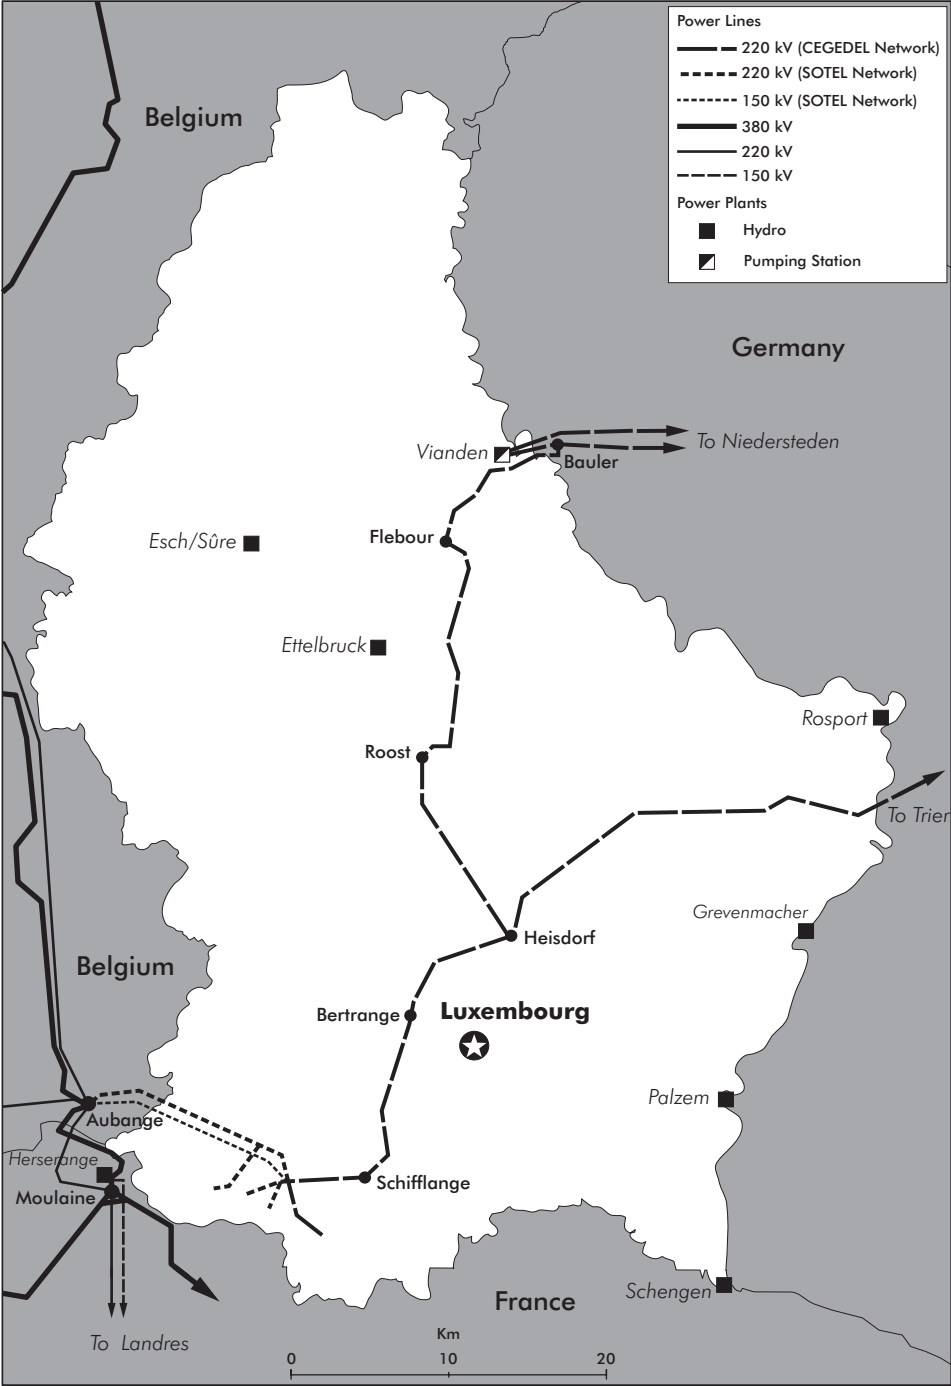 Power Lines
220 kV (CEGEDEL Network)
220 kV (SOTEL Network)
150 kV (SOTEL Network)
380 kV
220 kV
150 kV
Power Plants
Hydro
Pumping Station
Belgium
Germany
To Niedersteden
Vianden
Bauler
Flebour
Esch/Sûre
Ettelbruck
Rosport
Roost
To Trier
Grevenmacher
Heisdorf
Belgium
Luxembourg
Bertrange
Palzem
Aubange
Herserange
Schifflange
Moulaine
Schengen
France
To Landres
Km
0 10 20